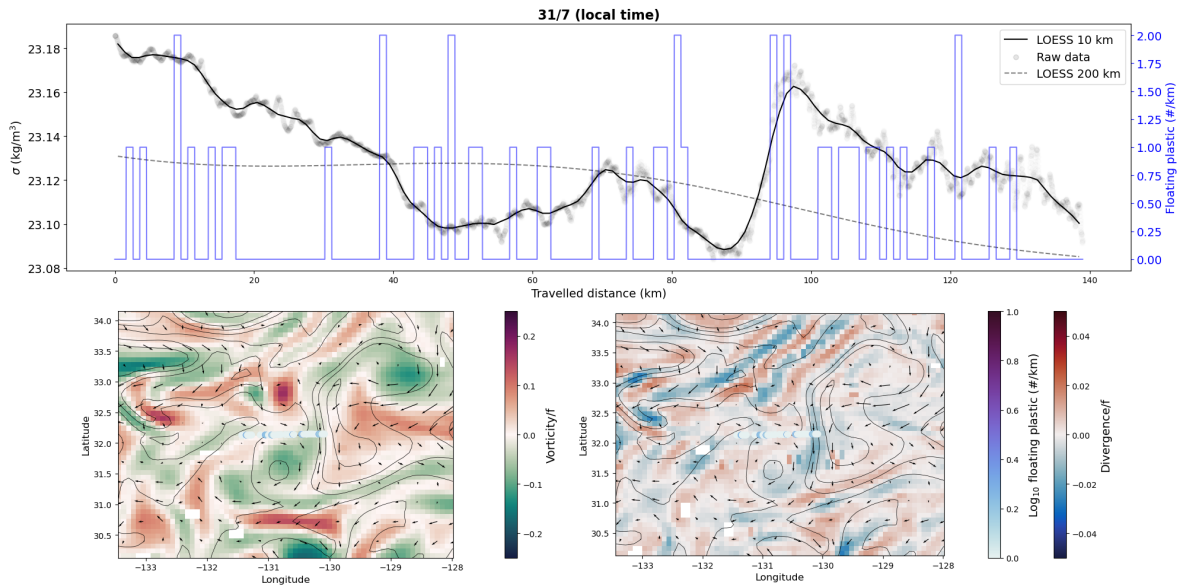 31/7 (local time)
23.18
23.16
23.14
23.12
23.10
23.08
σ (kg/m³)
LOESS 10 km
Raw data
LOESS 200 km
2.00
1.75
1.50
1.25
1.00
0.75
0.50
0.25
0.00
Floating plastic (#/km)
0 20 40 60 80 100 120 140
Travelled distance (km)
34.0
33.5
33.0
32.5
32.0
31.5
31.0
30.5
Latitude
−133 −132 −131 −130 −129 −128
Longitude
0.2
0.1
0.0
−0.1
−0.2
Vorticity/f
34.0
33.5
33.0
32.5
32.0
31.5
31.0
30.5
Latitude
−133 −132 −131 −130 −129 −128
Longitude
1.0
0.8
0.6
0.4
0.2
0.0
Log₁₀ floating plastic (#/km)
0.04
0.02
0.00
−0.02
−0.04
Divergence/f